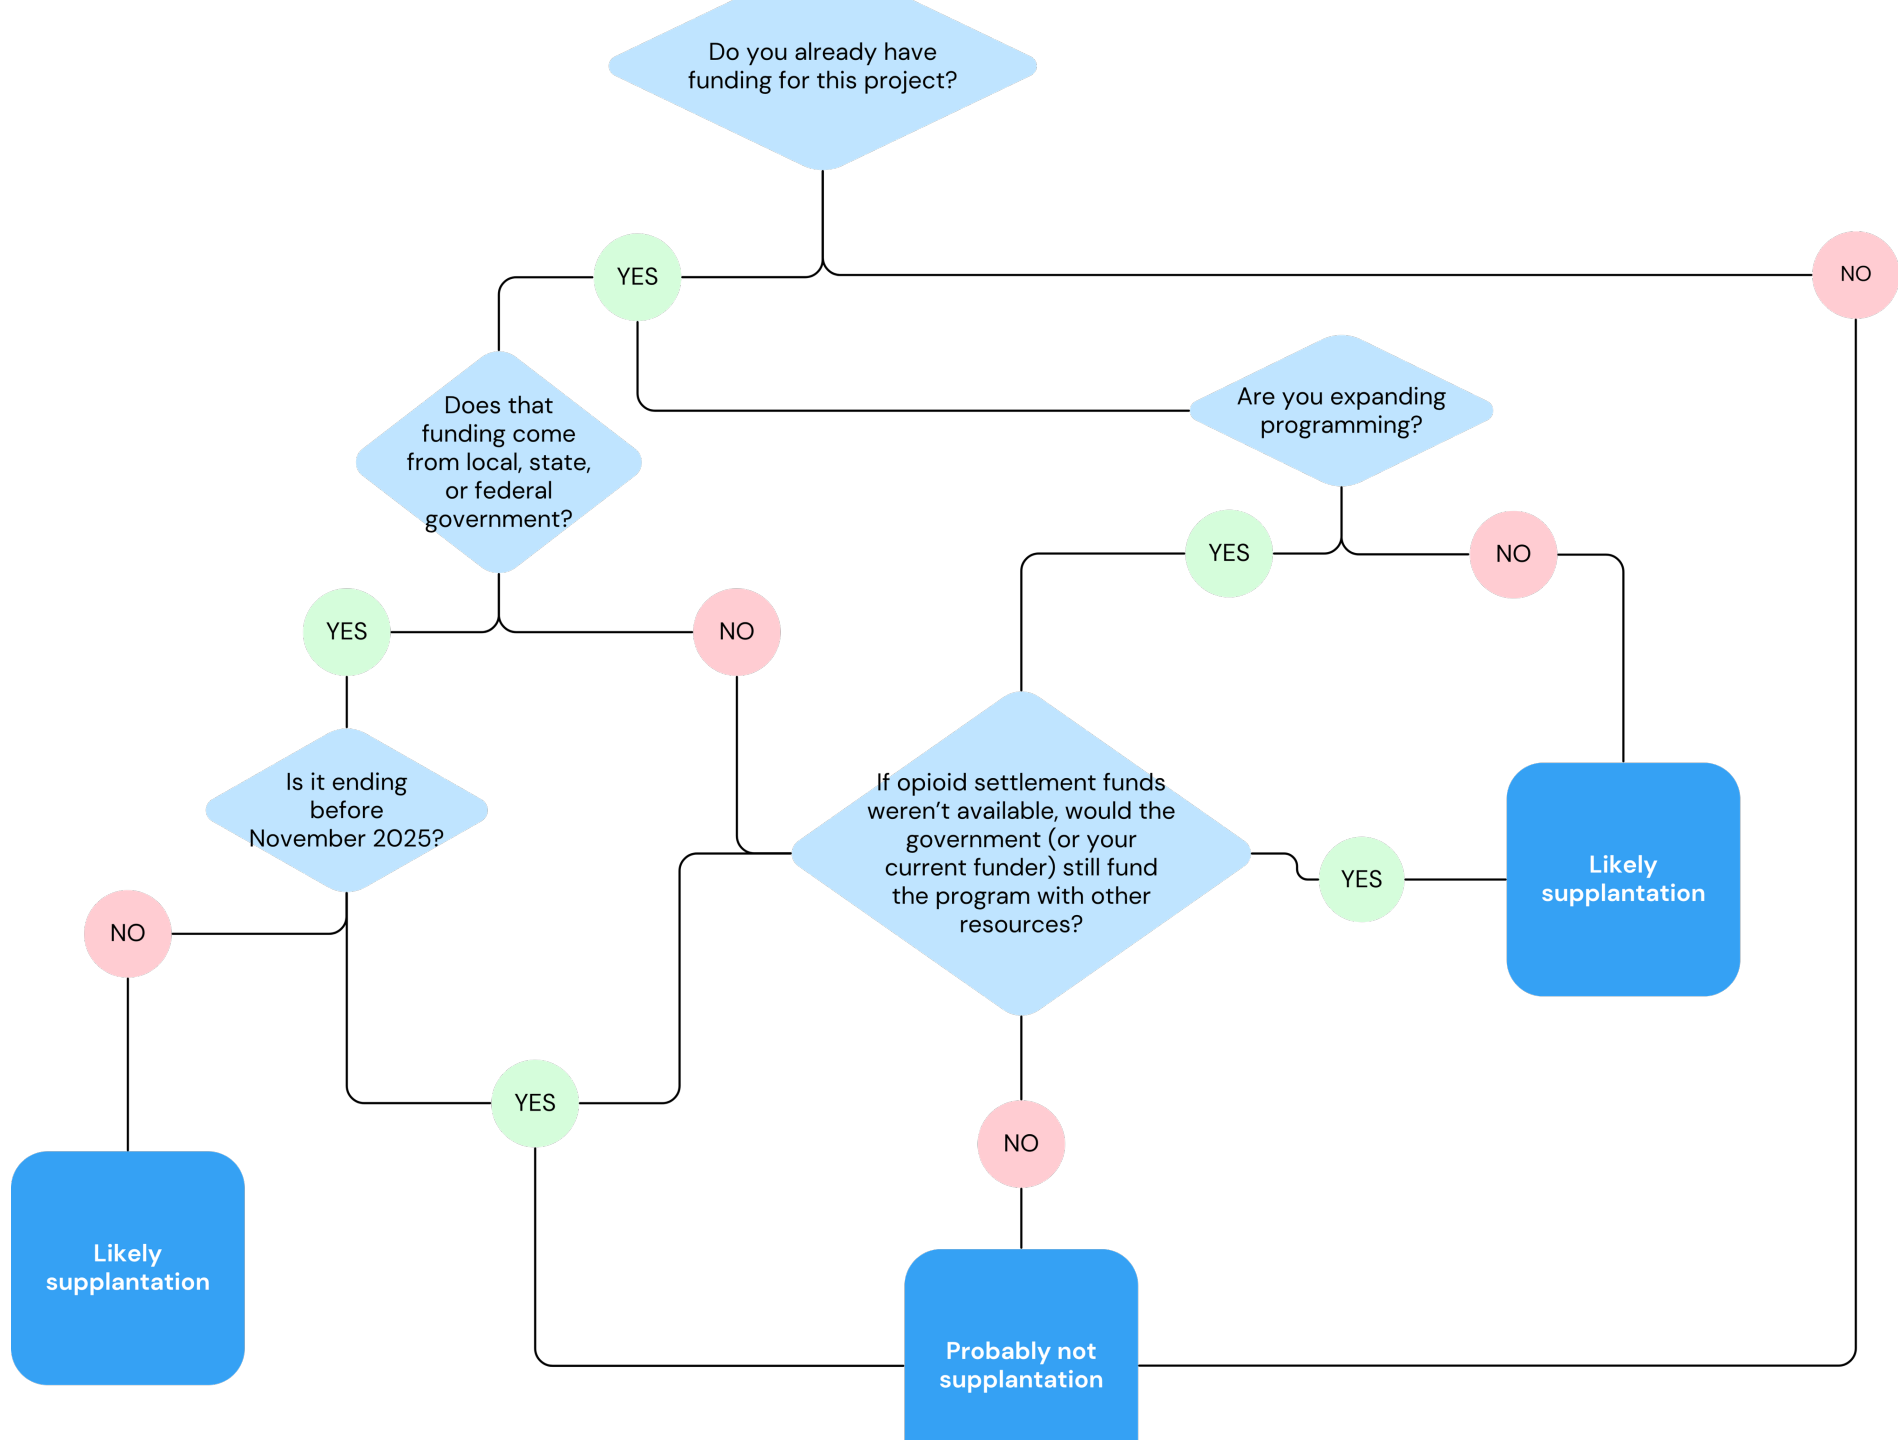 Do you already have
funding for this project?
YES
NO
Does that
funding come
from local, state,
or federal
government?
Are you expanding
programming?
YES
NO
YES
NO
Is it ending
before
November 2025?
If opioid settlement funds
weren't available, would the
government (or your
current funder) still fund
the program with other
resources?
YES
Likely
supplantation
NO
YES
NO
Likely
supplantation
Probably not
supplantation